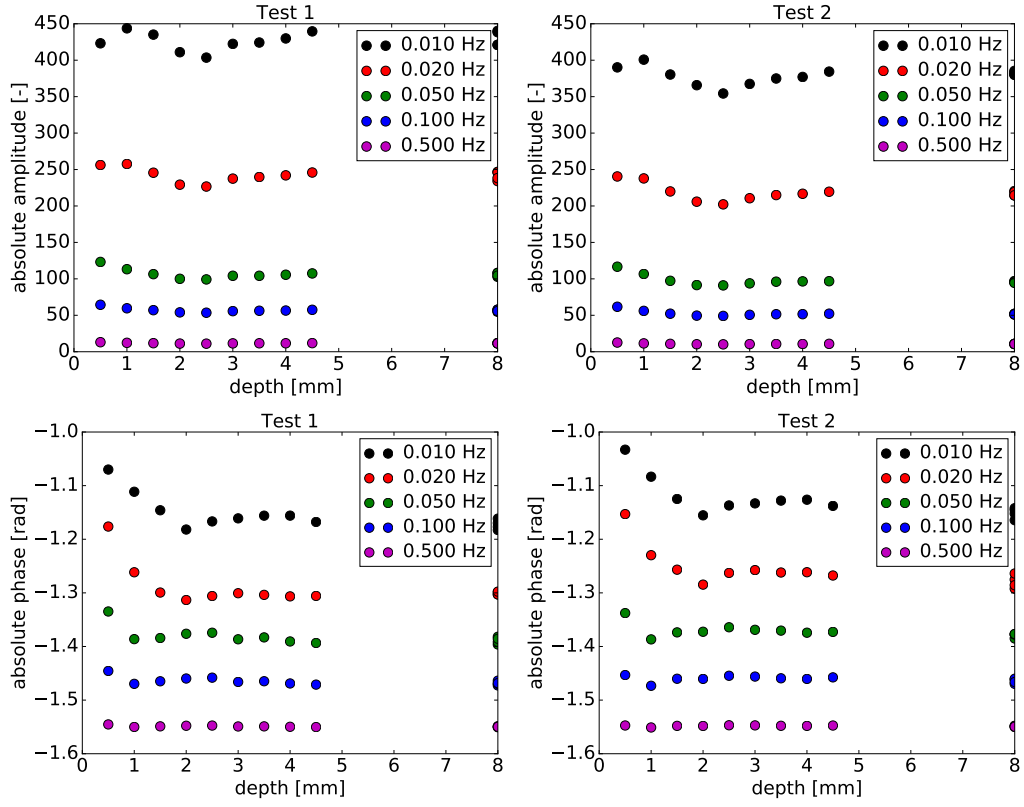 Test 1
450
400
350
300
250
200
150
100
50
0
absolute amplitude [-]
0.010 Hz
0.020 Hz
0.050 Hz
0.100 Hz
0.500 Hz
0 1 2 3 4 5 6 7 8
depth [mm]
Test 2
450
400
350
300
250
200
150
100
50
0
absolute amplitude [-]
0.010 Hz
0.020 Hz
0.050 Hz
0.100 Hz
0.500 Hz
0 1 2 3 4 5 6 7 8
depth [mm]
Test 1
−1.0
−1.1
−1.2
−1.3
−1.4
−1.5
−1.6
absolute phase [rad]
0.010 Hz
0.020 Hz
0.050 Hz
0.100 Hz
0.500 Hz
0 1 2 3 4 5 6 7 8
depth [mm]
Test 2
−1.0
−1.1
−1.2
−1.3
−1.4
−1.5
−1.6
absolute phase [rad]
0.010 Hz
0.020 Hz
0.050 Hz
0.100 Hz
0.500 Hz
0 1 2 3 4 5 6 7 8
depth [mm]